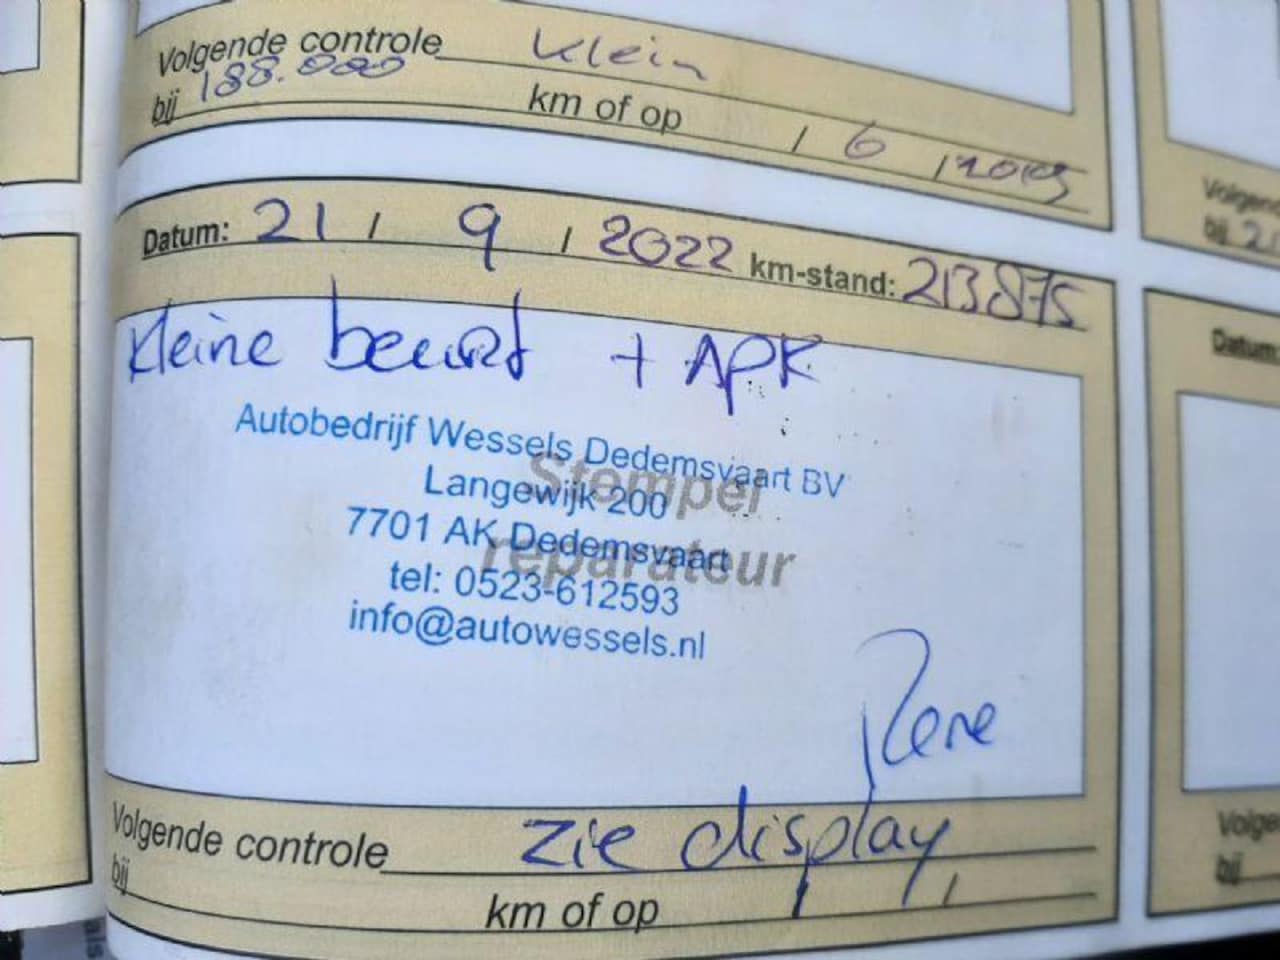 Volgende controle Klein
bij 188.000 km of op / 6 / 2019
Datum: 21 / 9 / 2022 km-stand: 213875
kleine beurt + APK
Stempel
reparateur
Autobedrijf Wessels Dedemsvaart BV
Langewijk 200
7701 AK Dedemsvaart
tel: 0523-612593
info@autowessels.nl
Rene
Volgende controle zie display
bij km of op / /
Volgende
bij
Datum:
Volge
bij